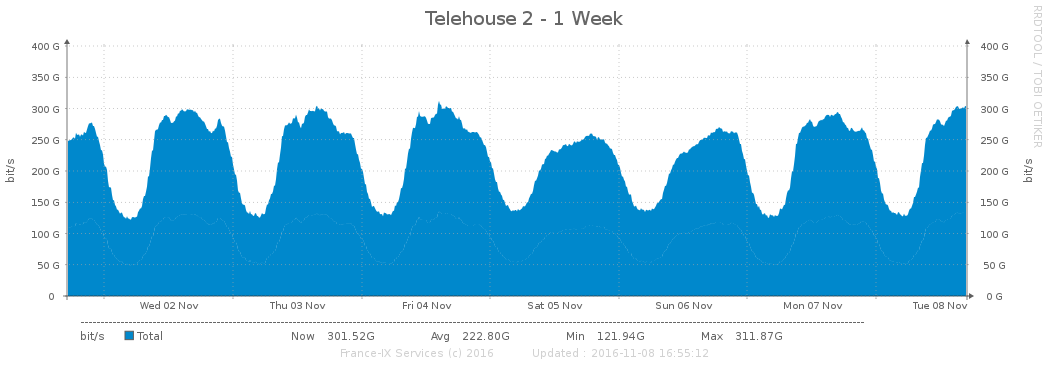 Telehouse 2 - 1 Week
RRDTOOL / TOBI OETIKER
400 G 400 G
350 G 350 G
300 G 300 G
250 G 250 G
200 G 200 G
150 G 150 G
100 G 100 G
50 G 50 G
0 0 G
bit/s bit/s
Wed 02 Nov Thu 03 Nov Fri 04 Nov Sat 05 Nov Sun 06 Nov Mon 07 Nov Tue 08 Nov
bit/s Total Now 301.52G Avg 222.80G Min 121.94G Max 311.87G
France-IX Services (c) 2016 Updated : 2016-11-08 16:55:12